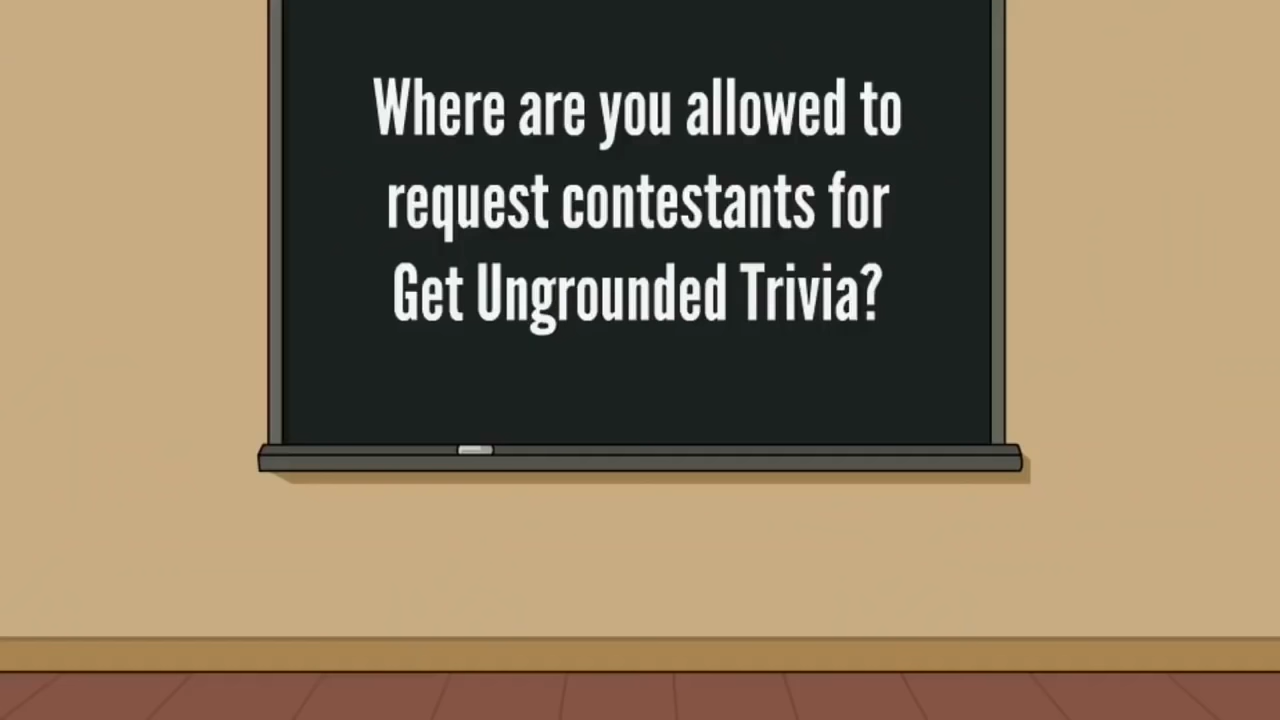 Where are you allowed to
request contestants for
Get Ungrounded Trivia?